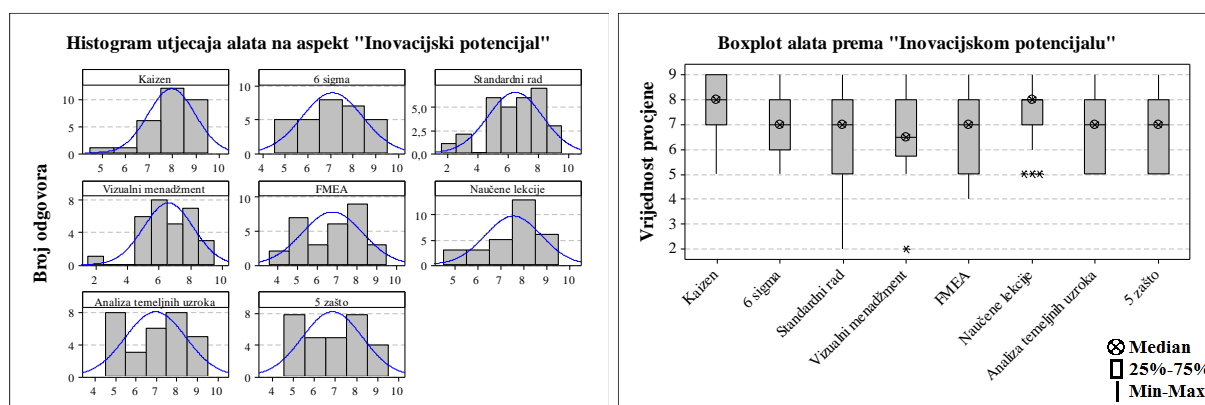 Histogram utjecaja alata na aspekt "Inovacijski potencijal"
Broj odgovora
Kaizen
10
5
0
4 5 6 7 8 9 10
6 sigma
10
5
0
4 5 6 7 8 9 10
Standardni rad
5,0
2,5
0,0
2 4 6 8 10
Vizualni menadžment
8
4
0
2 4 6 8 10
FMEA
8
4
0
4 5 6 7 8 9 10
Naučene lekcije
10
5
0
5 6 7 8 9 10
Analiza temeljnih uzroka
8
4
0
4 5 6 7 8 9 10
5 zašto
8
4
0
4 5 6 7 8 9 10
Boxplot alata prema "Inovacijskom potencijalu"
Vrijednost procjene
9
8
7
6
5
4
3
2
Kaizen
6 sigma
Standardni rad
Vizualni menadžment
FMEA
Naučene lekcije
Analiza temeljnih uzroka
5 zašto
Median
25%-75%
Min-Max